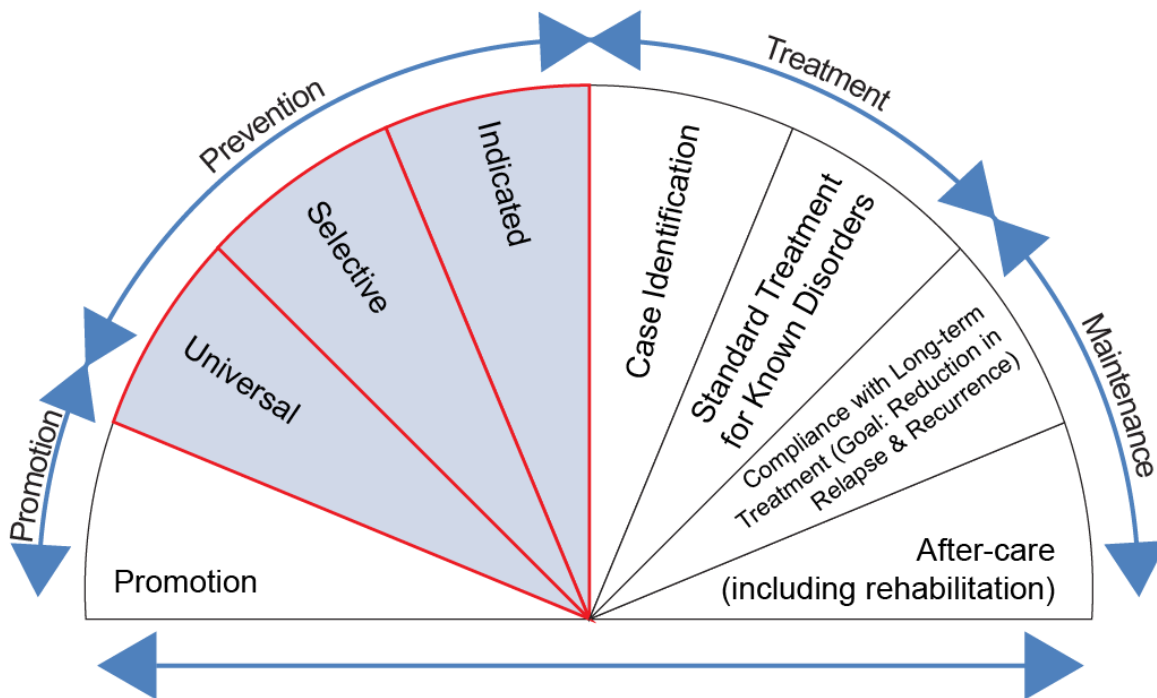 Promotion
Prevention
Treatment
Maintenance
Promotion
Universal
Selective
Indicated
Case Identification
Standard Treatment
for Known Disorders
Compliance with Long-term
Treatment (Goal: Reduction in
Relapse & Recurrence)
After-care
(including rehabilitation)